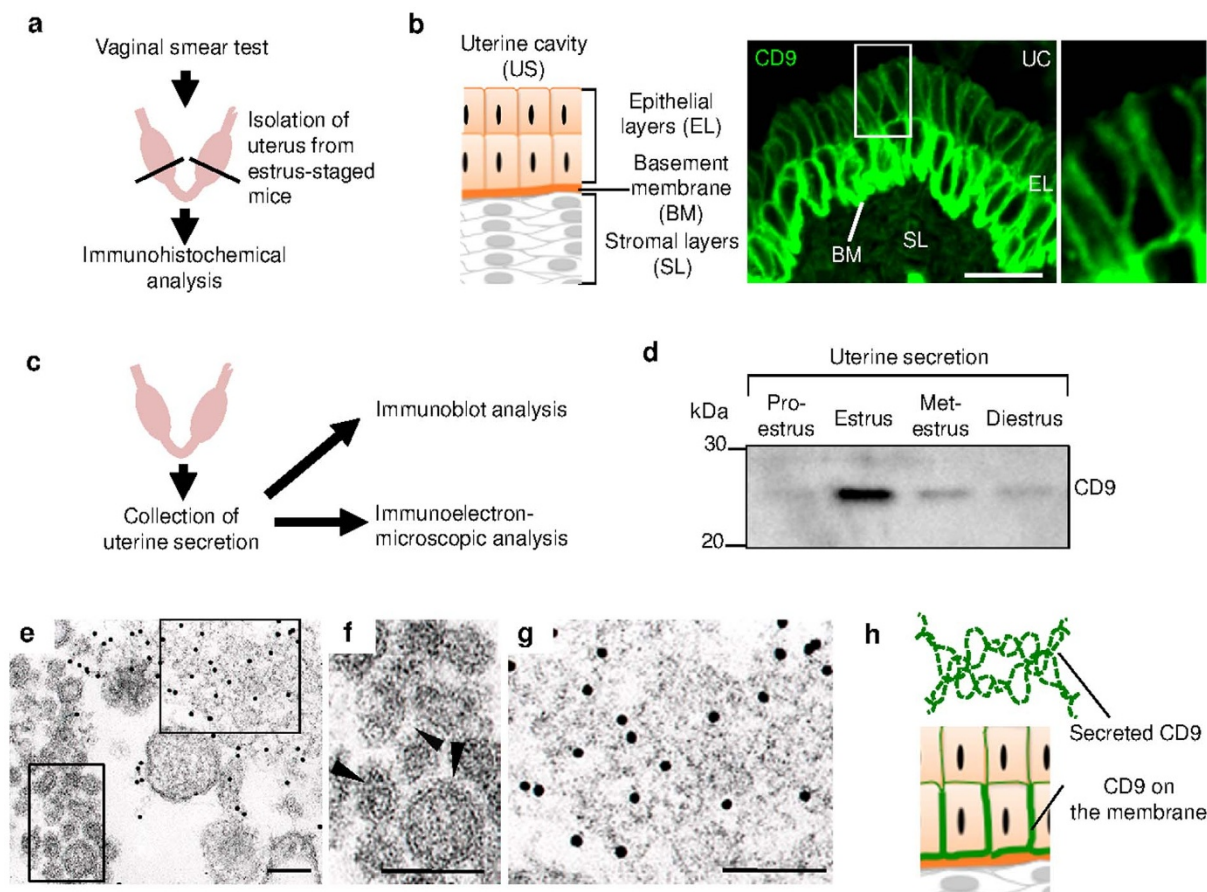 a
Vaginal smear test
Isolation of
uterus from
estrus-staged
mice
Immunohistochemical
analysis
b
Uterine cavity
(US)
Epithelial
layers (EL)
Basement
membrane
(BM)
Stromal layers
(SL)
CD9
UC
EL
BM
SL
c
Collection of
uterine secretion
Immunoblot analysis
Immunoelectron-
microscopic analysis
d
Uterine secretion
kDa
Pro-
estrus
Estrus
Met-
estrus
Diestrus
30
20
CD9
e
f
g
h
Secreted CD9
CD9 on
the membrane